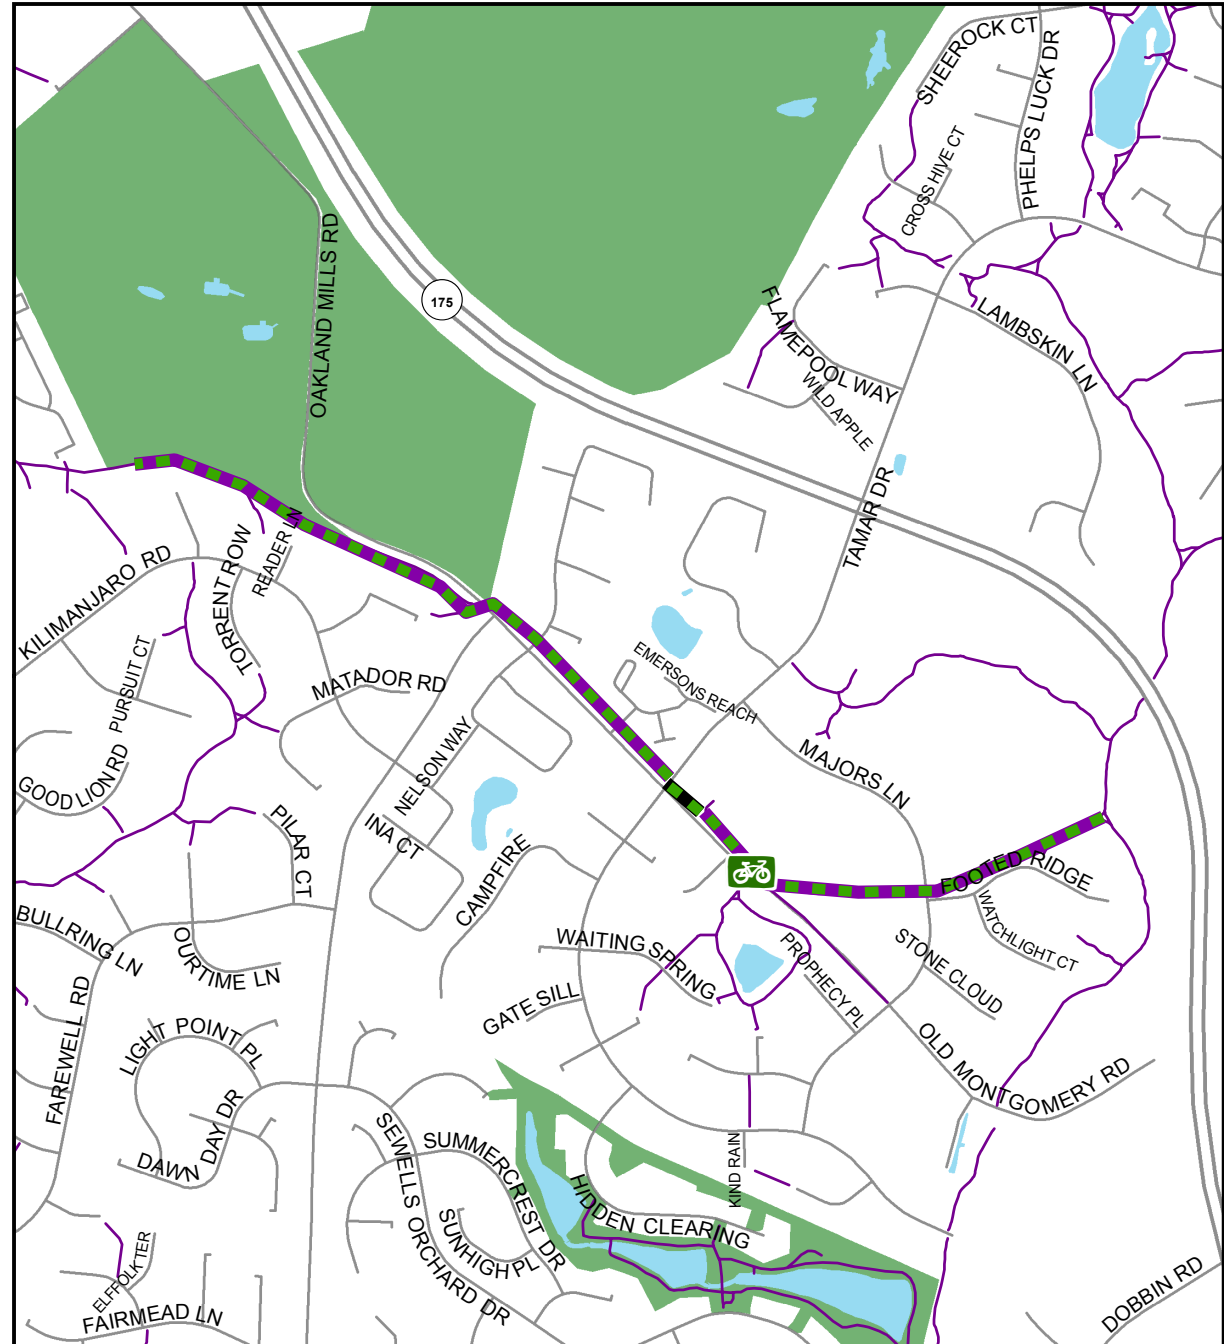 SHEEROCK CT
PHELPS LUCK DR
CROSS HIVE CT
OAKLAND MILLS RD
175
FLAMEPOOL WAY
LAMBSKIN LN
WILD APPLE
TAMAR DR
READER LN
TORRENT ROW
KILIMANJARO RD
PURSUIT CT
EMERSONS REACH
MATADOR RD
NELSON WAY
MAJORS LN
GOOD LION RD
PILAR CT
INA CT
CAMPFIRE
FOOTED RIDGE
WATCHLIGHT CT
BULLRING LN
OURTIME LN
WAITING SPRING
PROPHECY PL
STONE CLOUD
GATE SILL
FAREWELL RD
LIGHT POINT PL
OLD MONTGOMERY RD
DAWN DAY DR
SEWELLS ORCHARD DR
SUMMERCREST DR
KIND RAIN
HIDDEN CLEARING
SUNHIGH PL
ELFFOLK TER
FAIRMEAD LN
DOBBIN RD